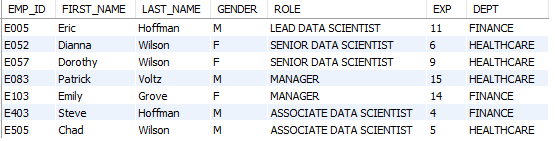 EMP_ID FIRST_NAME LAST_NAME GENDER ROLE EXP DEPT
E005 Eric Hoffman M LEAD DATA SCIENTIST 11 FINANCE
E052 Dianna Wilson F SENIOR DATA SCIENTIST 6 HEALTHCARE
E057 Dorothy Wilson F SENIOR DATA SCIENTIST 9 HEALTHCARE
E083 Patrick Voltz M MANAGER 15 HEALTHCARE
E103 Emily Grove F MANAGER 14 FINANCE
E403 Steve Hoffman M ASSOCIATE DATA SCIENTIST 4 FINANCE
E505 Chad Wilson M ASSOCIATE DATA SCIENTIST 5 HEALTHCARE